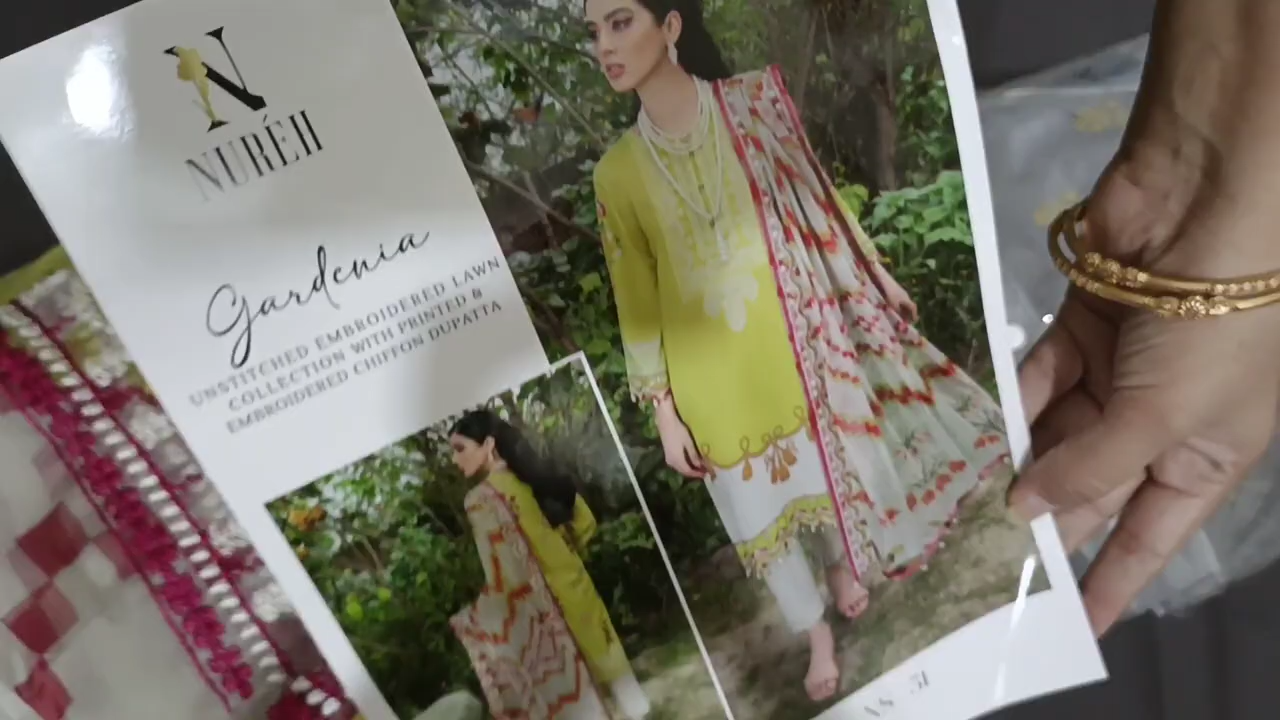 N
NURÉH
Gardenia
UNSTITCHED EMBROIDERED LAWN
COLLECTION WITH PRINTED &
EMBROIDERED CHIFFON DUPATTA